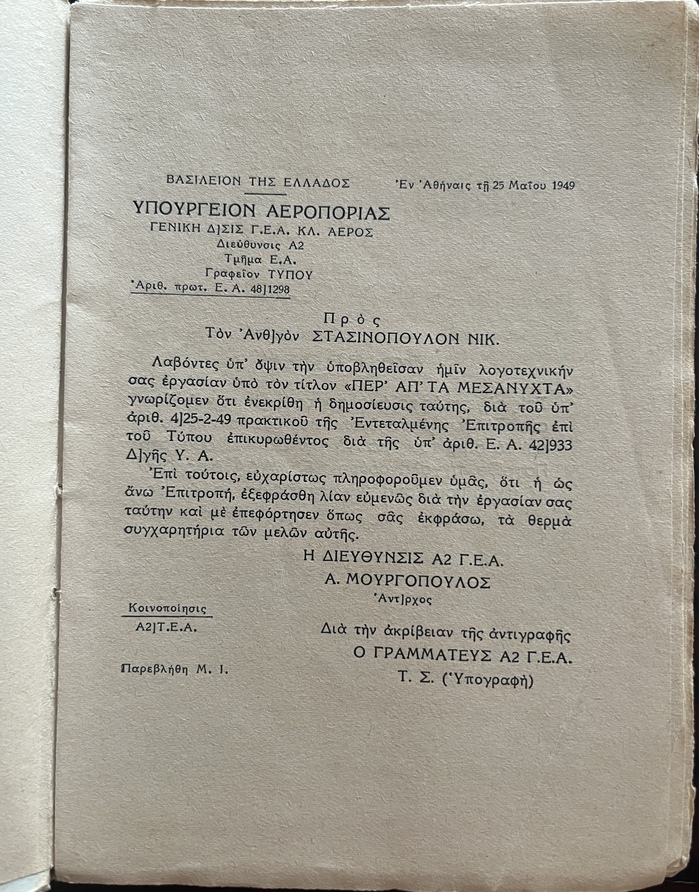 ΒΑΣΙΛΕΙΟΝ ΤΗΣ ΕΛΛΑΔΟΣ
Ἐν Ἀθήναις τῇ 25 Μαΐου 1949
ΥΠΟΥΡΓΕΙΟΝ ΑΕΡΟΠΟΡΙΑΣ
ΓΕΝΙΚΗ Δ]ΣΙΣ Γ.Ε.Α. ΚΛ. ΑΕΡΟΣ
Διεύθυνσις Α2
Τμῆμα Ε.Α.
Γραφεῖον ΤΥΠΟΥ
Ἀριθ. πρωτ. Ε. Α. 48]1298
Πρὸς
Τὸν Ἀνθ]γὸν ΣΤΑΣΙΝΟΠΟΥΛΟΝ ΝΙΚ.
Λαβόντες ὑπ' ὄψιν τὴν ὑποβληθεῖσαν ἡμῖν λογοτεχνικήν
σας ἐργασίαν ὑπὸ τὸν τίτλον «ΠΕΡ' ΑΠ' ΤΑ ΜΕΣΑΝΥΧΤΑ»
γνωρίζομεν ὅτι ἐνεκρίθη ἡ δημοσίευσις ταύτης, διὰ τοῦ ὑπ'
ἀριθ. 4]25-2-49 πρακτικοῦ τῆς Ἐντεταλμένης Ἐπιτροπῆς ἐπὶ
τοῦ Τύπου ἐπικυρωθέντος διὰ τῆς ὑπ' ἀριθ. Ε. Α. 42]933
Δ]γῆς Υ. Α.
Ἐπὶ τούτοις, εὐχαρίστως πληροφοροῦμεν ὑμᾶς, ὅτι ἡ ὡς
ἄνω Ἐπιτροπή, ἐξεφράσθη λίαν εὐμενῶς διὰ τὴν ἐργασίαν σας
ταύτην καὶ μὲ ἐπεφόρτησεν ὅπως σᾶς ἐκφράσω, τὰ θερμὰ
συγχαρητήρια τῶν μελῶν αὐτῆς.
Η ΔΙΕΥΘΥΝΣΙΣ Α2 Γ.Ε.Α.
Α. ΜΟΥΡΓΟΠΟΥΛΟΣ
Ἀντ]ρχος
Κοινοποίησις
Α2]Τ.Ε.Α.
Διὰ τὴν ἀκρίβειαν τῆς ἀντιγραφῆς
Ο ΓΡΑΜΜΑΤΕΥΣ Α2 Γ.Ε.Α.
Παρεβλήθη Μ. Ι.
Τ. Σ. (Ὑπογραφὴ)